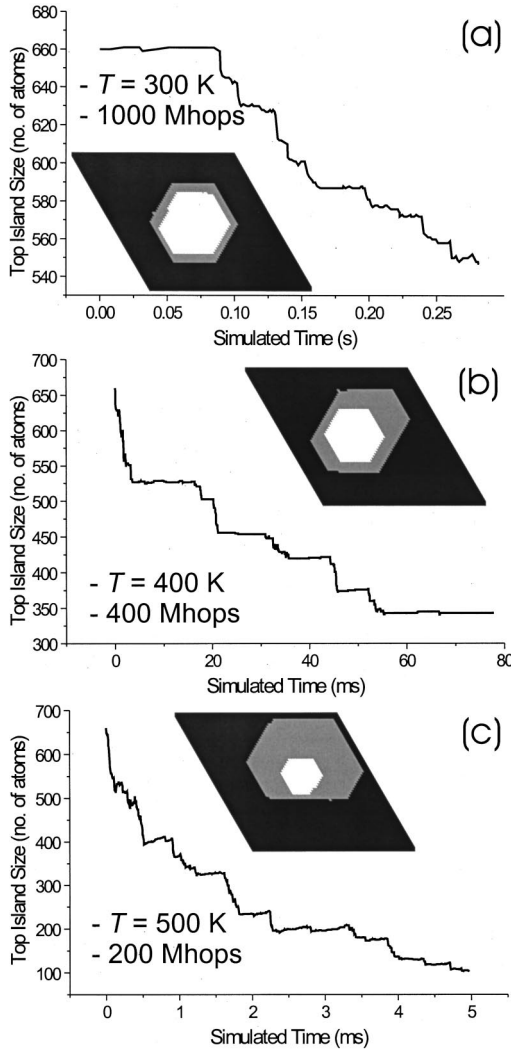 (a)
660
640
620
600
580
560
540
Top Island Size (no. of atoms)
- T = 300 K
- 1000 Mhops
0.00 0.05 0.10 0.15 0.20 0.25
Simulated Time (s)
(b)
700
650
600
550
500
450
400
350
300
Top Island Size (no. of atoms)
- T = 400 K
- 400 Mhops
0 20 40 60 80
Simulated Time (ms)
(c)
700
600
500
400
300
200
100
Top Island Size (no. of atoms)
- T = 500 K
- 200 Mhops
0 1 2 3 4 5
Simulated Time (ms)